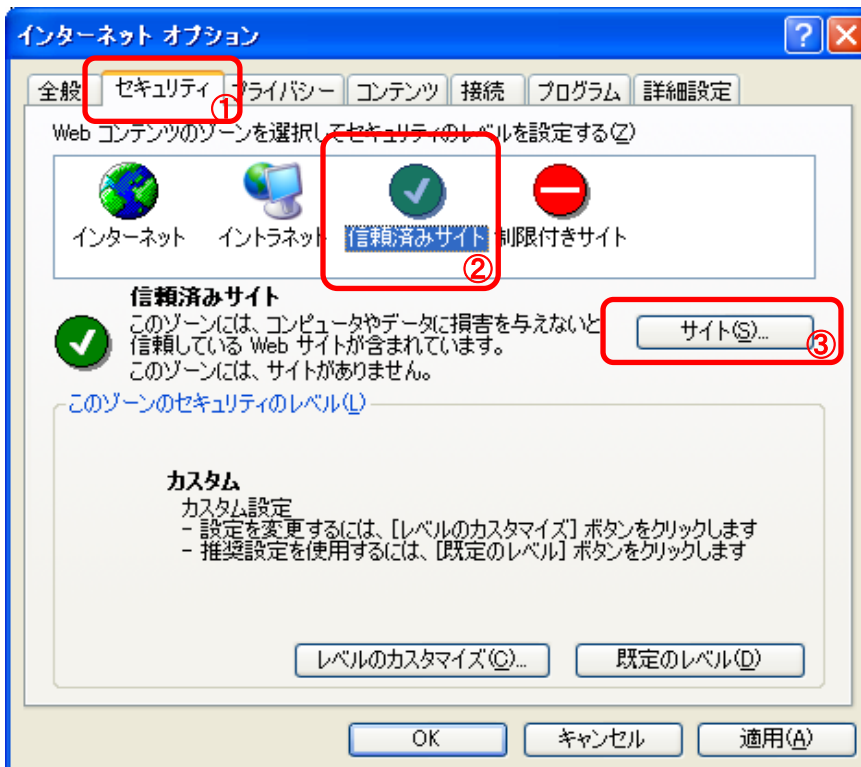 インターネット オプション
全般 セキュリティ プライバシー コンテンツ 接続 プログラム 詳細設定
①
Web コンテンツのゾーンを選択してセキュリティのレベルを設定する(Z)
インターネット イントラネット 信頼済みサイト 制限付きサイト
②
信頼済みサイト
このゾーンには、コンピュータやデータに損害を与えないと
信頼している Web サイトが含まれています。
このゾーンには、サイトがありません。
サイト(S)...
③
このゾーンのセキュリティのレベル(L)
カスタム
カスタム設定
- 設定を変更するには、[レベルのカスタマイズ] ボタンをクリックします
- 推奨設定を使用するには、[既定のレベル] ボタンをクリックします
レベルのカスタマイズ(C)... 既定のレベル(D)
OK キャンセル 適用(A)